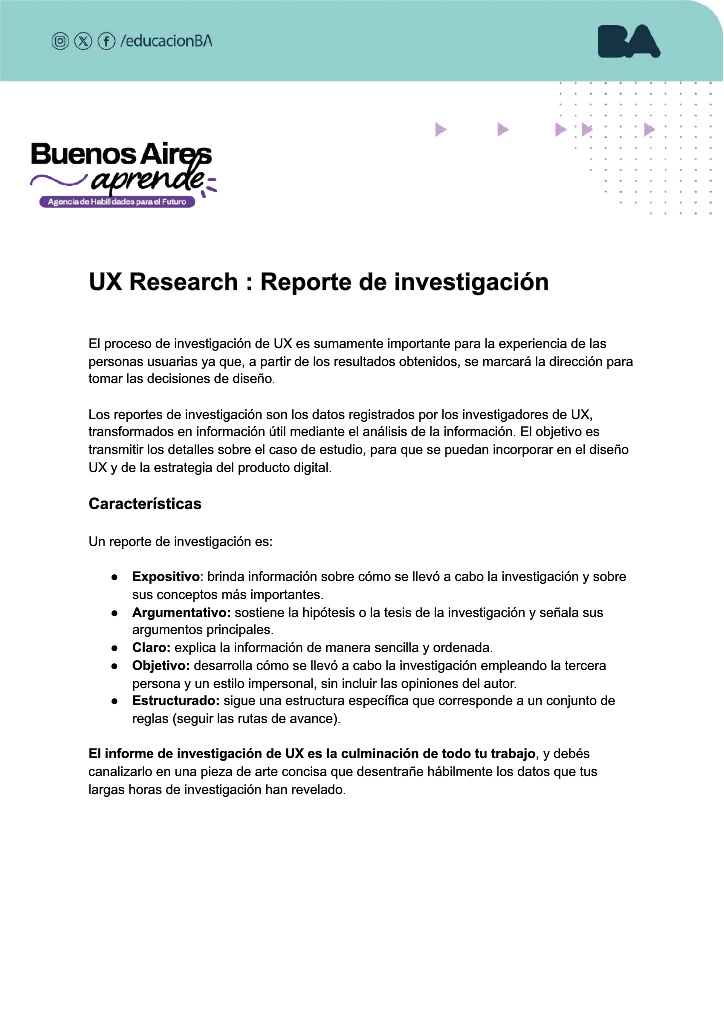 /educacionBA
BA
Buenos Aires
aprende
Agencia de Habilidades para el Futuro
UX Research : Reporte de investigación
El proceso de investigación de UX es sumamente importante para la experiencia de las
personas usuarias ya que, a partir de los resultados obtenidos, se marcará la dirección para
tomar las decisiones de diseño.
Los reportes de investigación son los datos registrados por los investigadores de UX,
transformados en información útil mediante el análisis de la información. El objetivo es
transmitir los detalles sobre el caso de estudio, para que se puedan incorporar en el diseño
UX y de la estrategia del producto digital.
Características
Un reporte de investigación es:
● Expositivo: brinda información sobre cómo se llevó a cabo la investigación y sobre
sus conceptos más importantes.
● Argumentativo: sostiene la hipótesis o la tesis de la investigación y señala sus
argumentos principales.
● Claro: explica la información de manera sencilla y ordenada.
● Objetivo: desarrolla cómo se llevó a cabo la investigación empleando la tercera
persona y un estilo impersonal, sin incluir las opiniones del autor.
● Estructurado: sigue una estructura específica que corresponde a un conjunto de
reglas (seguir las rutas de avance).
El informe de investigación de UX es la culminación de todo tu trabajo, y debés
canalizarlo en una pieza de arte concisa que desentrañe hábilmente los datos que tus
largas horas de investigación han revelado.